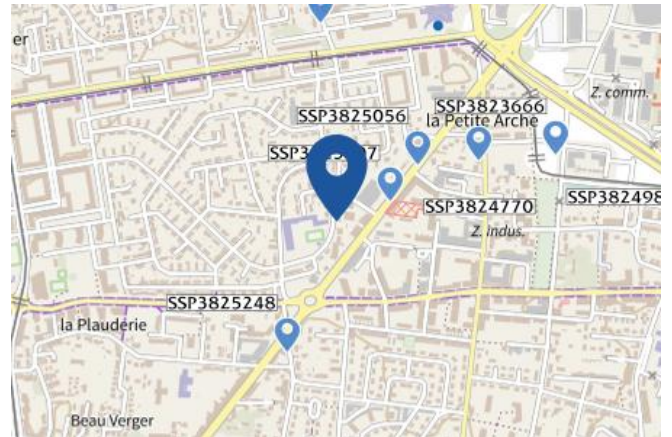 er
Z. comm.
SSP3825056
SSP3823666
la Petite Arche
SSP3824770
Z. indus.
SSP382498
SSP3825248
la Plauderie
Beau Verger